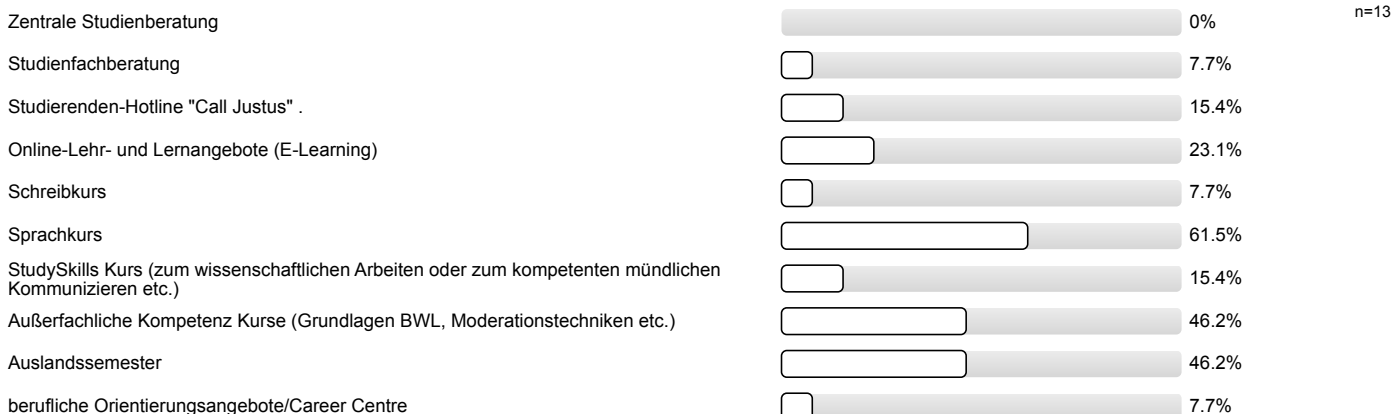 n=13
Zentrale Studienberatung 0%
Studienfachberatung 7.7%
Studierenden-Hotline "Call Justus" . 15.4%
Online-Lehr- und Lernangebote (E-Learning) 23.1%
Schreibkurs 7.7%
Sprachkurs 61.5%
StudySkills Kurs (zum wissenschaftlichen Arbeiten oder zum kompetenten mündlichen
Kommunizieren etc.) 15.4%
Außerfachliche Kompetenz Kurse (Grundlagen BWL, Moderationstechniken etc.) 46.2%
Auslandssemester 46.2%
berufliche Orientierungsangebote/Career Centre 7.7%